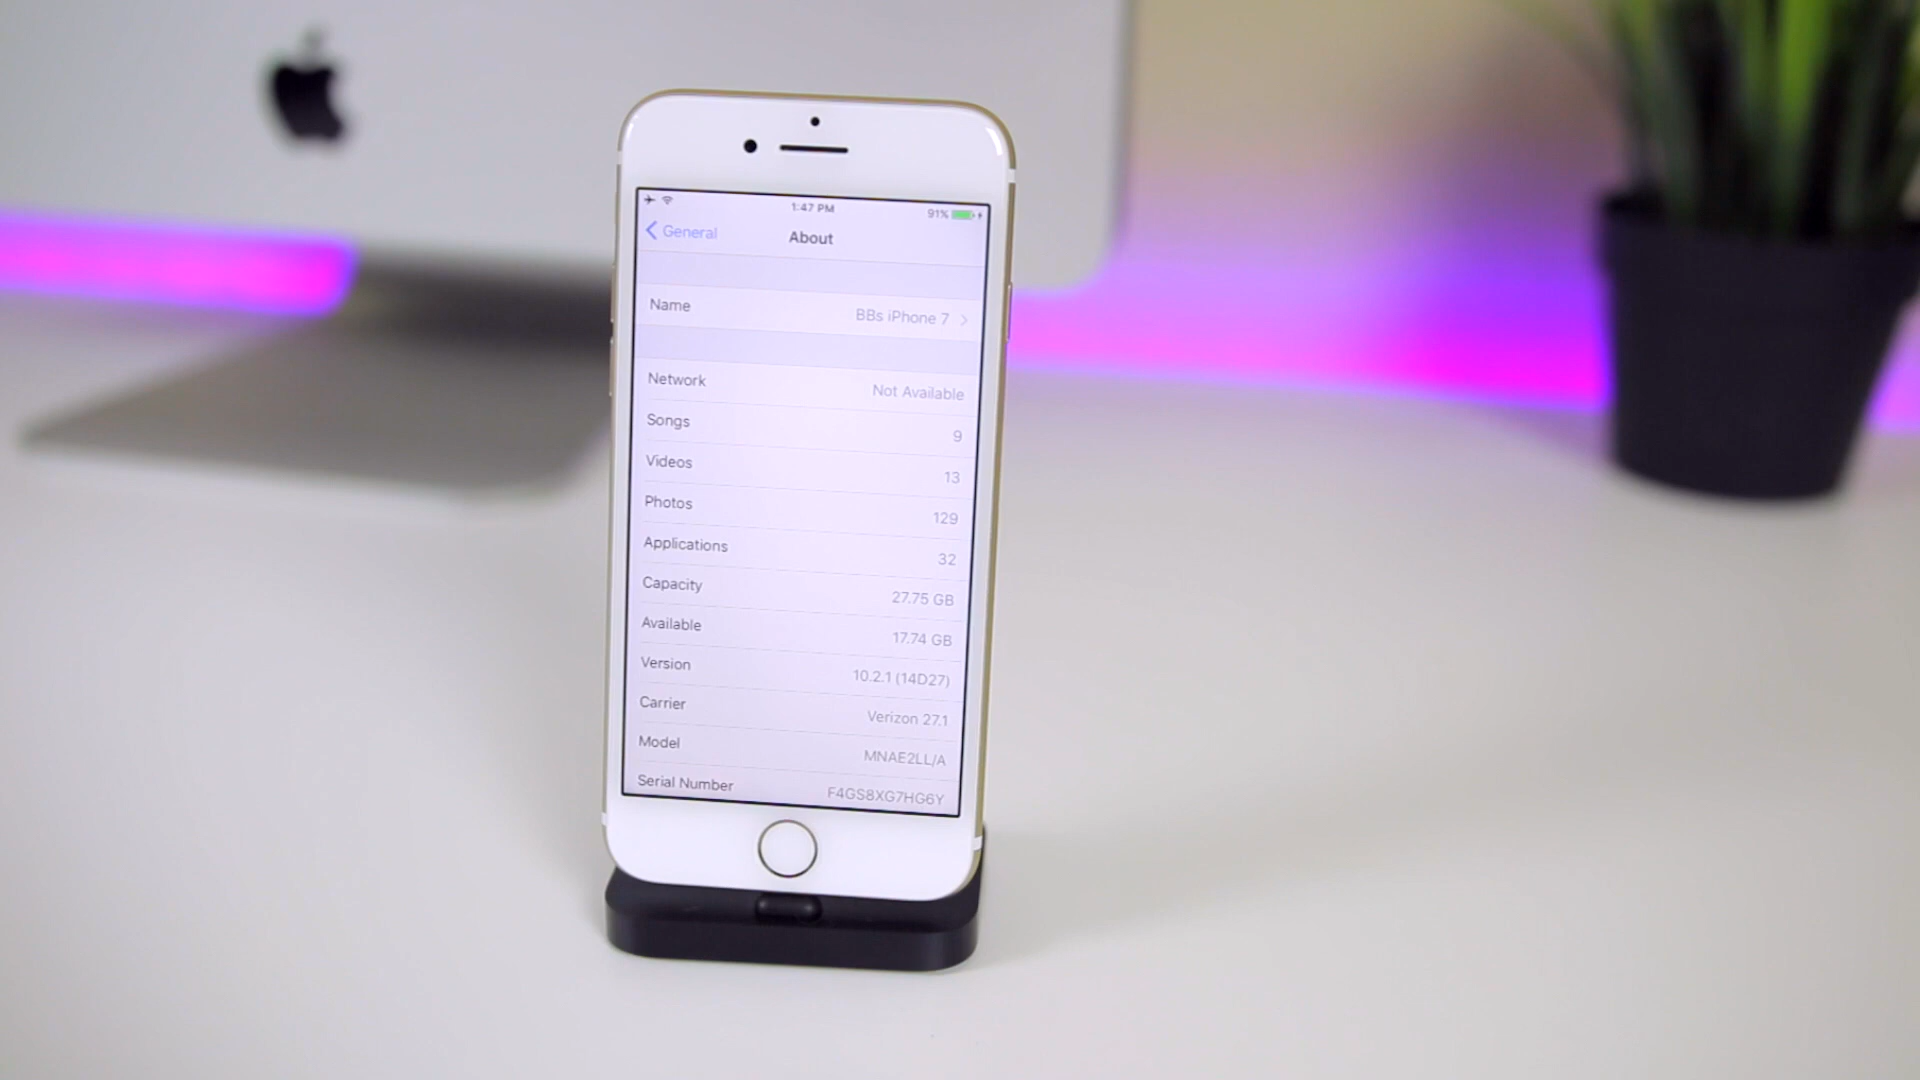 1:47 PM
91%
General
About
Name BBs iPhone 7
Network Not Available
Songs 9
Videos 13
Photos 129
Applications 32
Capacity 27.75 GB
Available 17.74 GB
Version 10.2.1 (14D27)
Carrier Verizon 27.1
Model MNAE2LL/A
Serial Number F4GS8XG7HG6Y